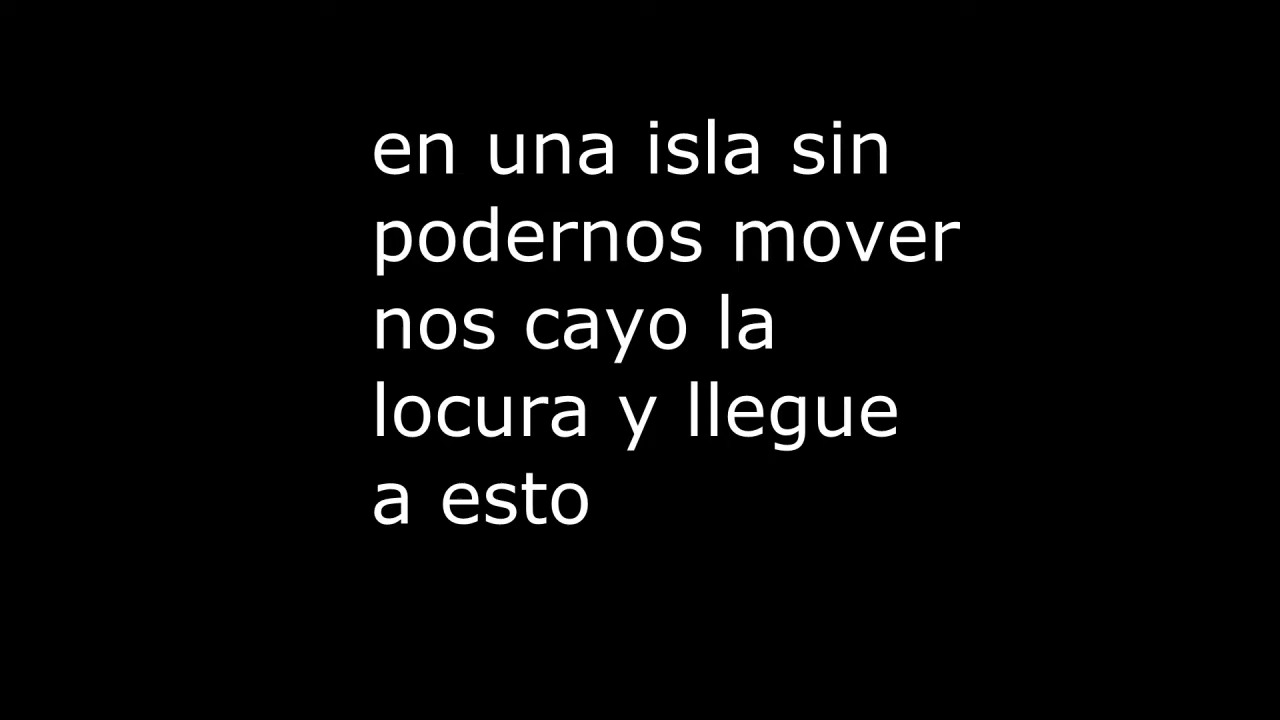 en una isla sin
podernos mover
nos cayo la
locura y llegue
a esto